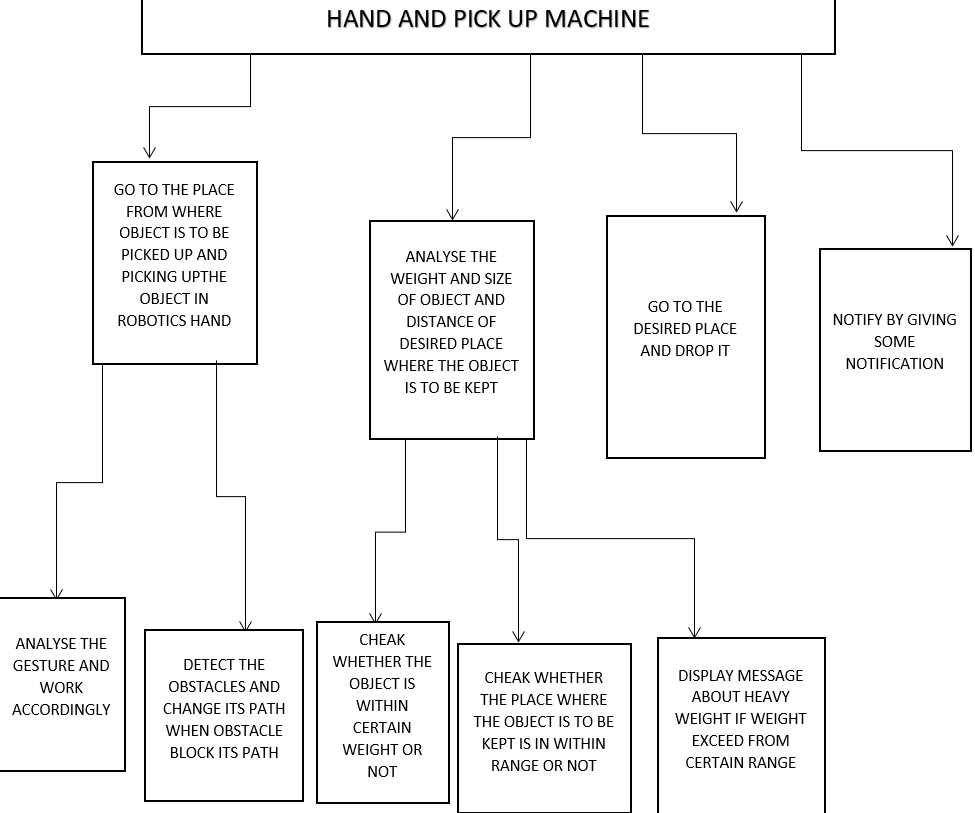 HAND AND PICK UP MACHINE
GO TO THE PLACE
FROM WHERE
OBJECT IS TO BE
PICKED UP AND
PICKING UPTHE
OBJECT IN
ROBOTICS HAND
ANALYSE THE
WEIGHT AND SIZE
OF OBJECT AND
DISTANCE OF
DESIRED PLACE
WHERE THE OBJECT
IS TO BE KEPT
GO TO THE
DESIRED PLACE
AND DROP IT
NOTIFY BY GIVING
SOME
NOTIFICATION
ANALYSE THE
GESTURE AND
WORK
ACCORDINGLY
DETECT THE
OBSTACLES AND
CHANGE ITS PATH
WHEN OBSTACLE
BLOCK ITS PATH
CHEAK
WHETHER THE
OBJECT IS
WITHIN
CERTAIN
WEIGHT OR
NOT
CHEAK WHETHER
THE PLACE WHERE
THE OBJECT IS TO BE
KEPT IS IN WITHIN
RANGE OR NOT
DISPLAY MESSAGE
ABOUT HEAVY
WEIGHT IF WEIGHT
EXCEED FROM
CERTAIN RANGE